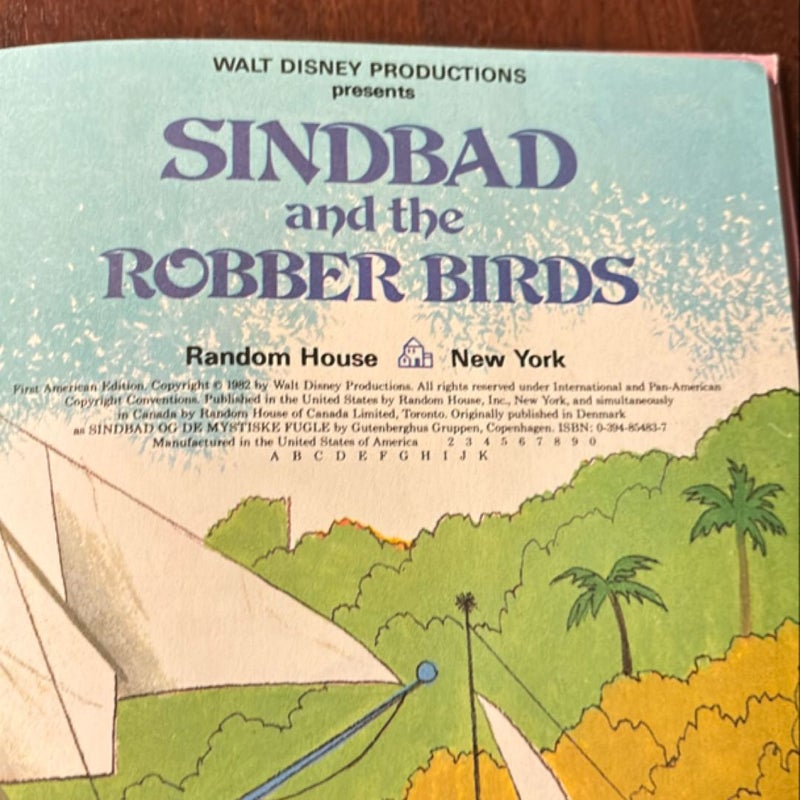 WALT DISNEY PRODUCTIONS
presents
SINDBAD
and the
ROBBER BIRDS
Random House New York
First American Edition. Copyright © 1982 by Walt Disney Productions. All rights reserved under International and Pan-American
Copyright Conventions. Published in the United States by Random House, Inc., New York, and simultaneously
in Canada by Random House of Canada Limited, Toronto. Originally published in Denmark
as SINDBAD OG DE MYSTISKE FUGLE by Gutenberghus Gruppen, Copenhagen. ISBN: 0-394-85483-7
Manufactured in the United States of America 2 3 4 5 6 7 8 9 0
A B C D E F G H I J K